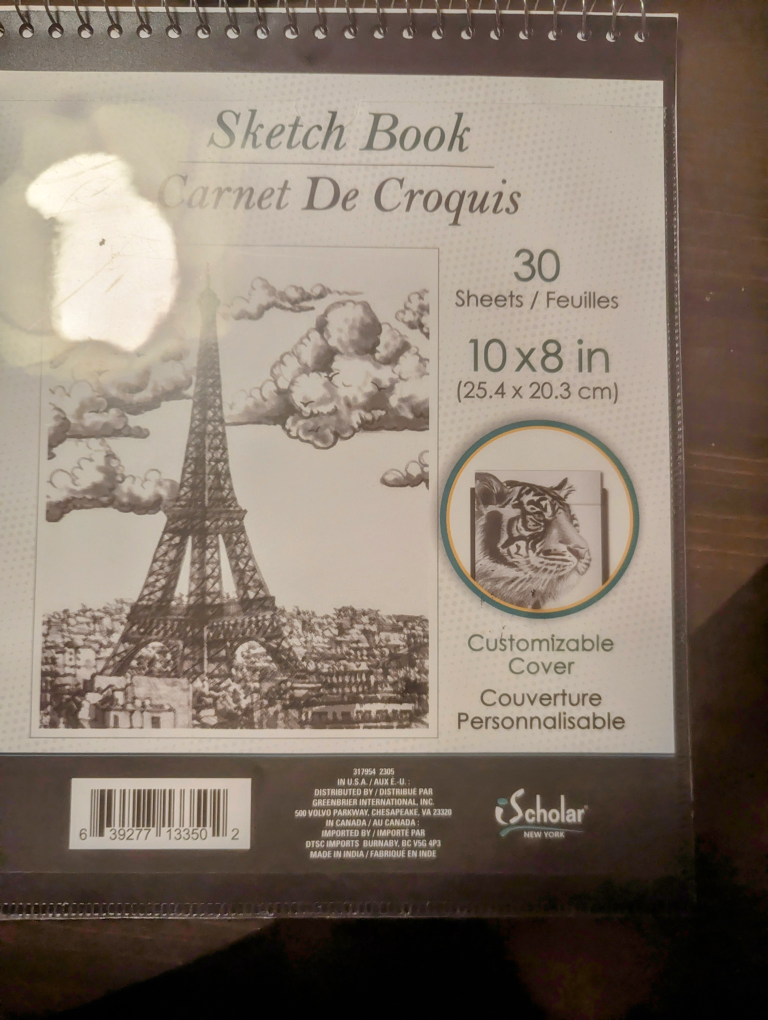 Sketch Book
Carnet De Croquis
30
Sheets / Feuilles
10 x 8 in
(25.4 x 20.3 cm)
Customizable
Cover
Couverture
Personnalisable
6 39277 13350 2
317954 2305
IN U.S.A. / AUX É.-U. :
DISTRIBUTED BY / DISTRIBUÉ PAR
GREENBRIER INTERNATIONAL, INC.
500 VOLVO PARKWAY, CHESAPEAKE, VA 23320
IN CANADA / AU CANADA :
IMPORTED BY / IMPORTÉ PAR
DTSC IMPORTS BURNABY, BC V5G 4P3
MADE IN INDIA / FABRIQUÉ EN INDE
iScholar®
NEW YORK